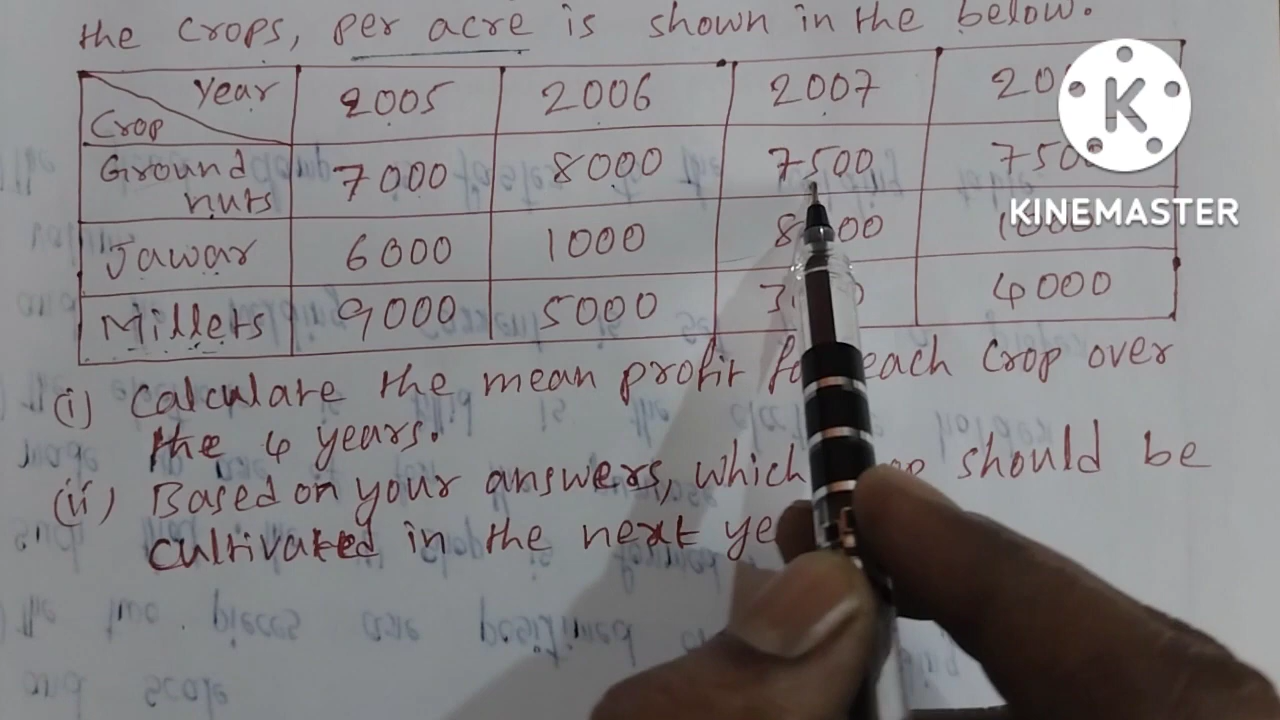 the crops, per acre is shown in the below.
Year 2005 2006 2007
Crop
Ground nuts 7000 8000 7500 7500
Jawar 6000 1000 1000
Millets 9000 5000 4000
(i) Calculate the mean profit each crop over
the 4 years.
(ii) Based on your answers, which should be
cultivated in the next
K
KINEMASTER